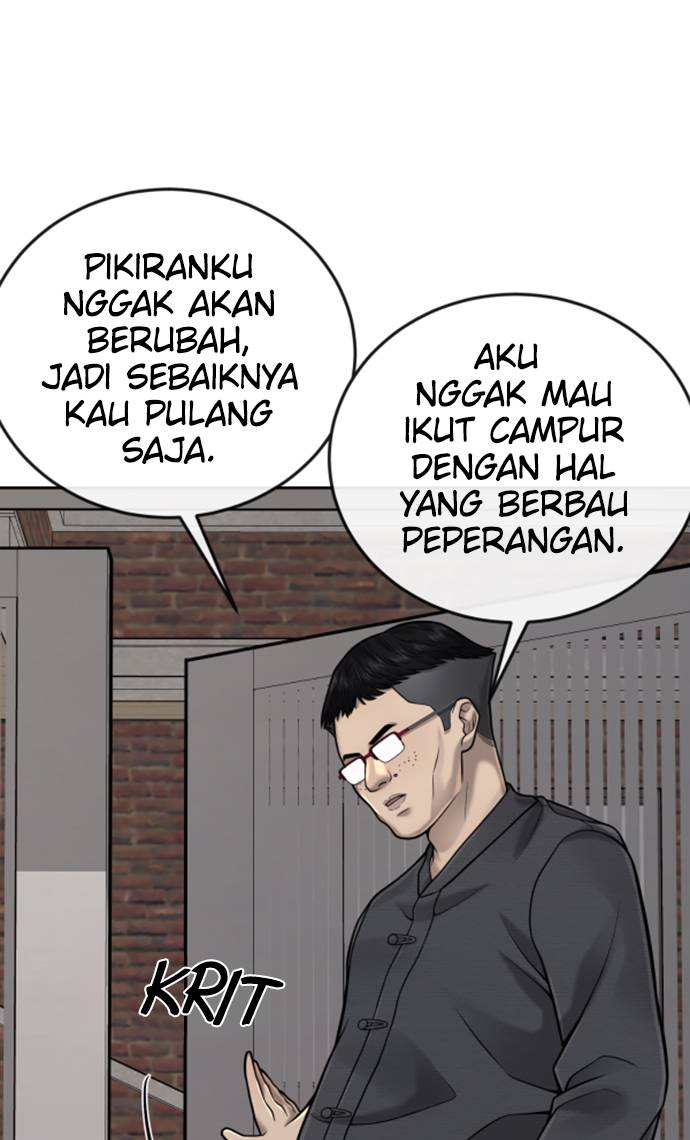 PIKIRANKU
NGGAK AKAN
BERUBAH,
JADI SEBAIKNYA
KAU PULANG
SAJA.
AKU
NGGAK MAU
IKUT CAMPUR
DENGAN HAL
YANG BERBAU
PEPERANGAN.
KRIT